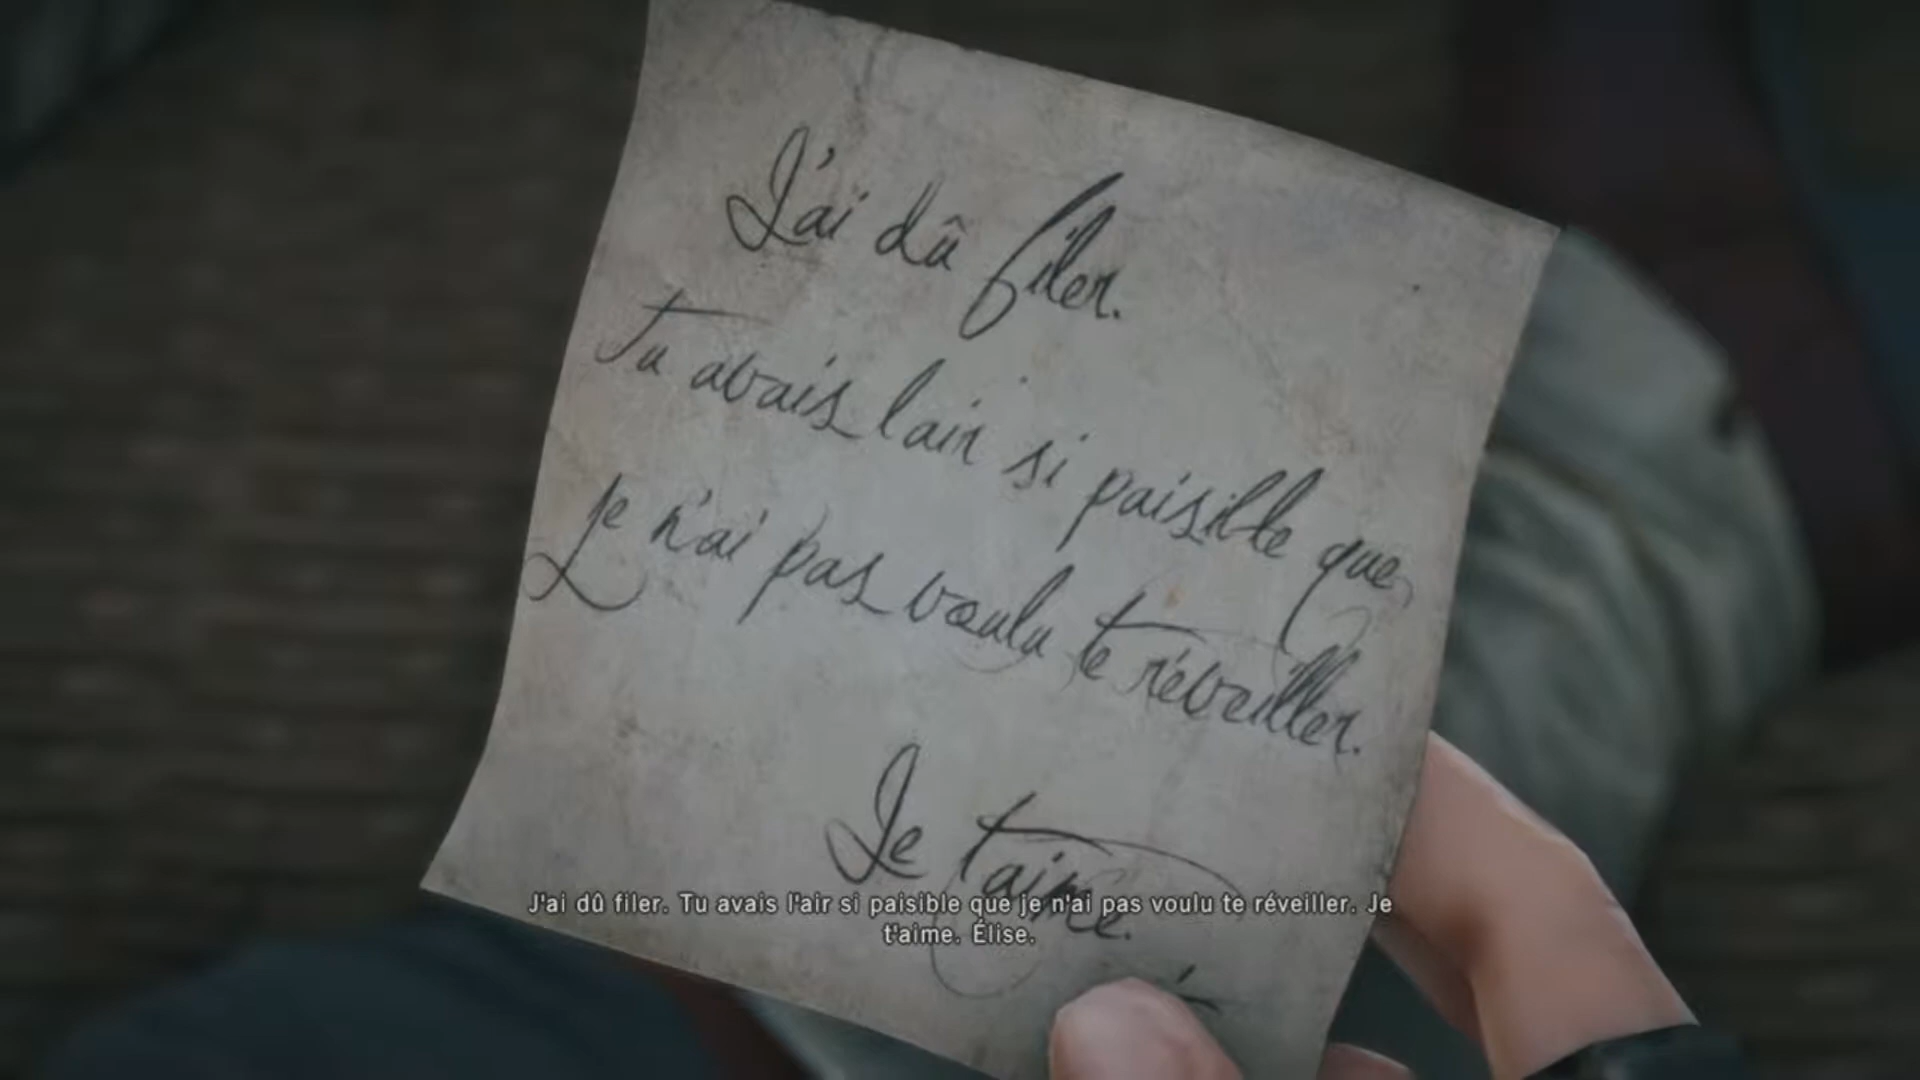 J'ai dû filer.
Tu avais l'air si paisible que
je n'ai pas voulu te réveiller.
Je t'aime.
J'ai dû filer. Tu avais l'air si paisible que je n'ai pas voulu te réveiller. Je
t'aime. Élise.